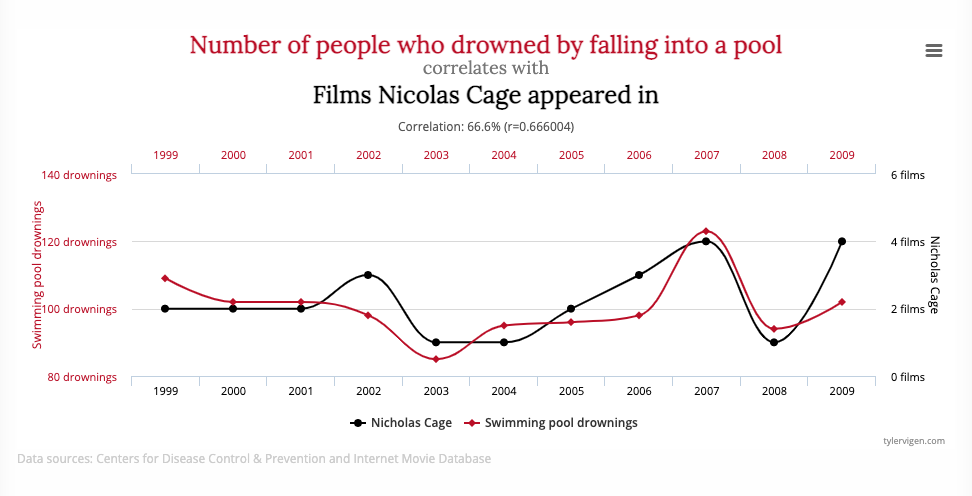 Number of people who drowned by falling into a pool
correlates with
Films Nicolas Cage appeared in
Correlation: 66.6% (r=0.666004)
1999 2000 2001 2002 2003 2004 2005 2006 2007 2008 2009
140 drownings 6 films
120 drownings 4 films
100 drownings 2 films
80 drownings 0 films
Swimming pool drownings
Nicholas Cage
1999 2000 2001 2002 2003 2004 2005 2006 2007 2008 2009
Nicholas Cage Swimming pool drownings
tylervigen.com
Data sources: Centers for Disease Control & Prevention and Internet Movie Database